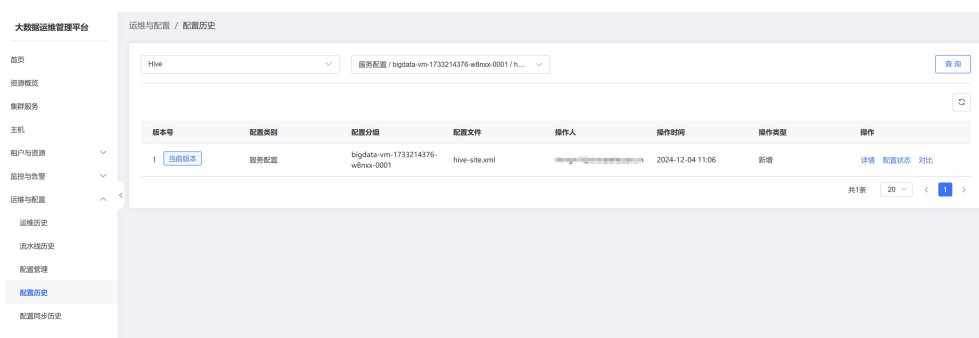 大数据运维管理平台
运维与配置 / 配置历史
首页
资源概览
集群服务
主机
租户与资源
监控与告警
运维与配置
运维历史
流水线历史
配置管理
配置历史
配置同步历史
Hive
服务配置 / bigdata-vm-1733214376-w8nxx-0001 / h...
查询
版本号 配置类别 配置分组 配置文件 操作人 操作时间 操作类型 操作
1 当前版本 服务配置 bigdata-vm-1733214376-w8nxx-0001 hive-site.xml 2024-12-04 11:06 新增 详情 配置状态 对比
共1条 20 < 1 >